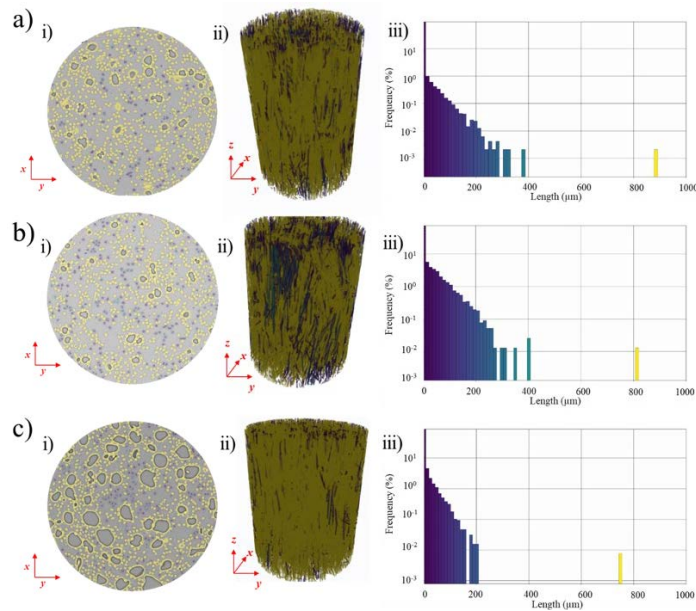 a)
i)
ii)
iii)
x
y
z
x
y
Frequency (%)
10¹
10⁰
10⁻¹
10⁻²
10⁻³
0 200 400 600 800 1000
Length (µm)
b)
i)
ii)
iii)
x
y
z
x
y
Frequency (%)
10¹
10⁰
10⁻¹
10⁻²
10⁻³
0 200 400 600 800 1000
Length (µm)
c)
i)
ii)
iii)
x
y
z
x
y
Frequency (%)
10¹
10⁰
10⁻¹
10⁻²
10⁻³
0 200 400 600 800 1000
Length (µm)